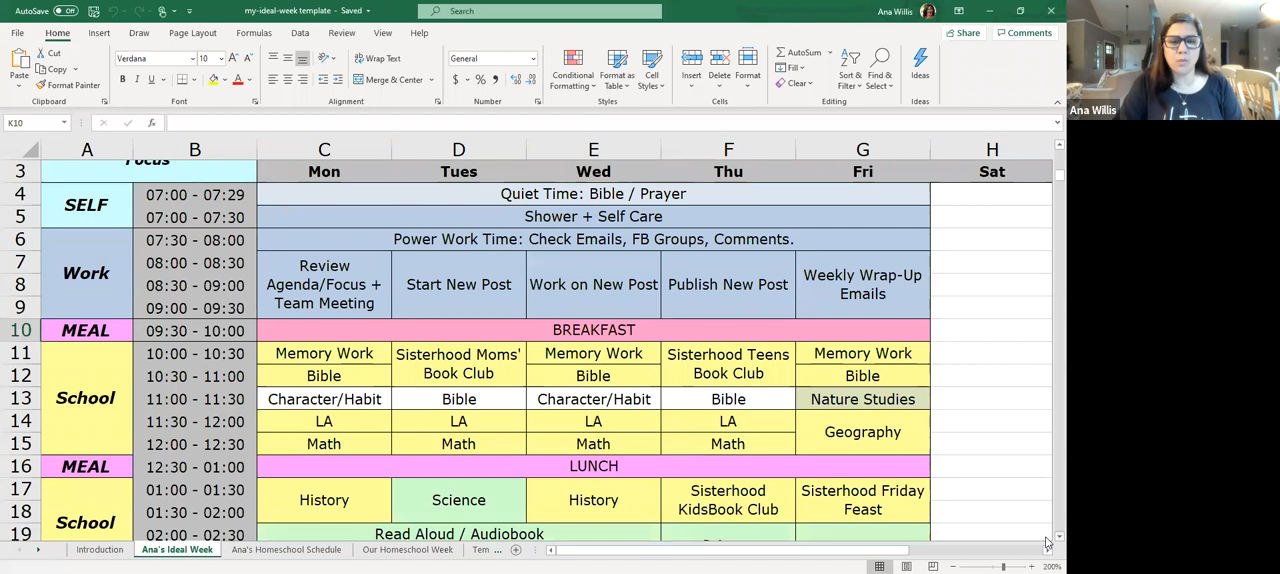 AutoSave Off
my-ideal-week template - Saved
Search
Ana Willis
File Home Insert Draw Page Layout Formulas Data Review View Help
Share Comments
Paste
Cut
Copy
Format Painter
Clipboard
Verdana 10
B I U
Font
Wrap Text
Merge & Center
Alignment
General
$ % ,
Number
Conditional Formatting
Format as Table
Cell Styles
Styles
Insert Delete Format
Cells
AutoSum
Fill
Clear
Sort & Filter
Find & Select
Editing
Ideas
Ideas
Ana Willis
K10 fx
A B C D E F G H
3 Focus Mon Tues Wed Thu Fri Sat
4 SELF 07:00 - 07:29 Quiet Time: Bible / Prayer
5 07:00 - 07:30 Shower + Self Care
6 Work 07:30 - 08:00 Power Work Time: Check Emails, FB Groups, Comments.
7 08:00 - 08:30 Review Agenda/Focus + Team Meeting Start New Post Work on New Post Publish New Post Weekly Wrap-Up Emails
8 08:30 - 09:00
9 09:00 - 09:30
10 MEAL 09:30 - 10:00 BREAKFAST
11 School 10:00 - 10:30 Memory Work Sisterhood Moms' Book Club Memory Work Sisterhood Teens Book Club Memory Work
12 10:30 - 11:00 Bible Bible Bible
13 11:00 - 11:30 Character/Habit Bible Character/Habit Bible Nature Studies
14 11:30 - 12:00 LA LA LA LA Geography
15 12:00 - 12:30 Math Math Math Math
16 MEAL 12:30 - 01:00 LUNCH
17 School 01:00 - 01:30 History Science History Sisterhood KidsBook Club Sisterhood Friday Feast
18 01:30 - 02:00
19 02:00 - 02:30 Read Aloud / Audiobook
Introduction Ana's Ideal Week Ana's Homeschool Schedule Our Homeschool Week Tem ...
200%